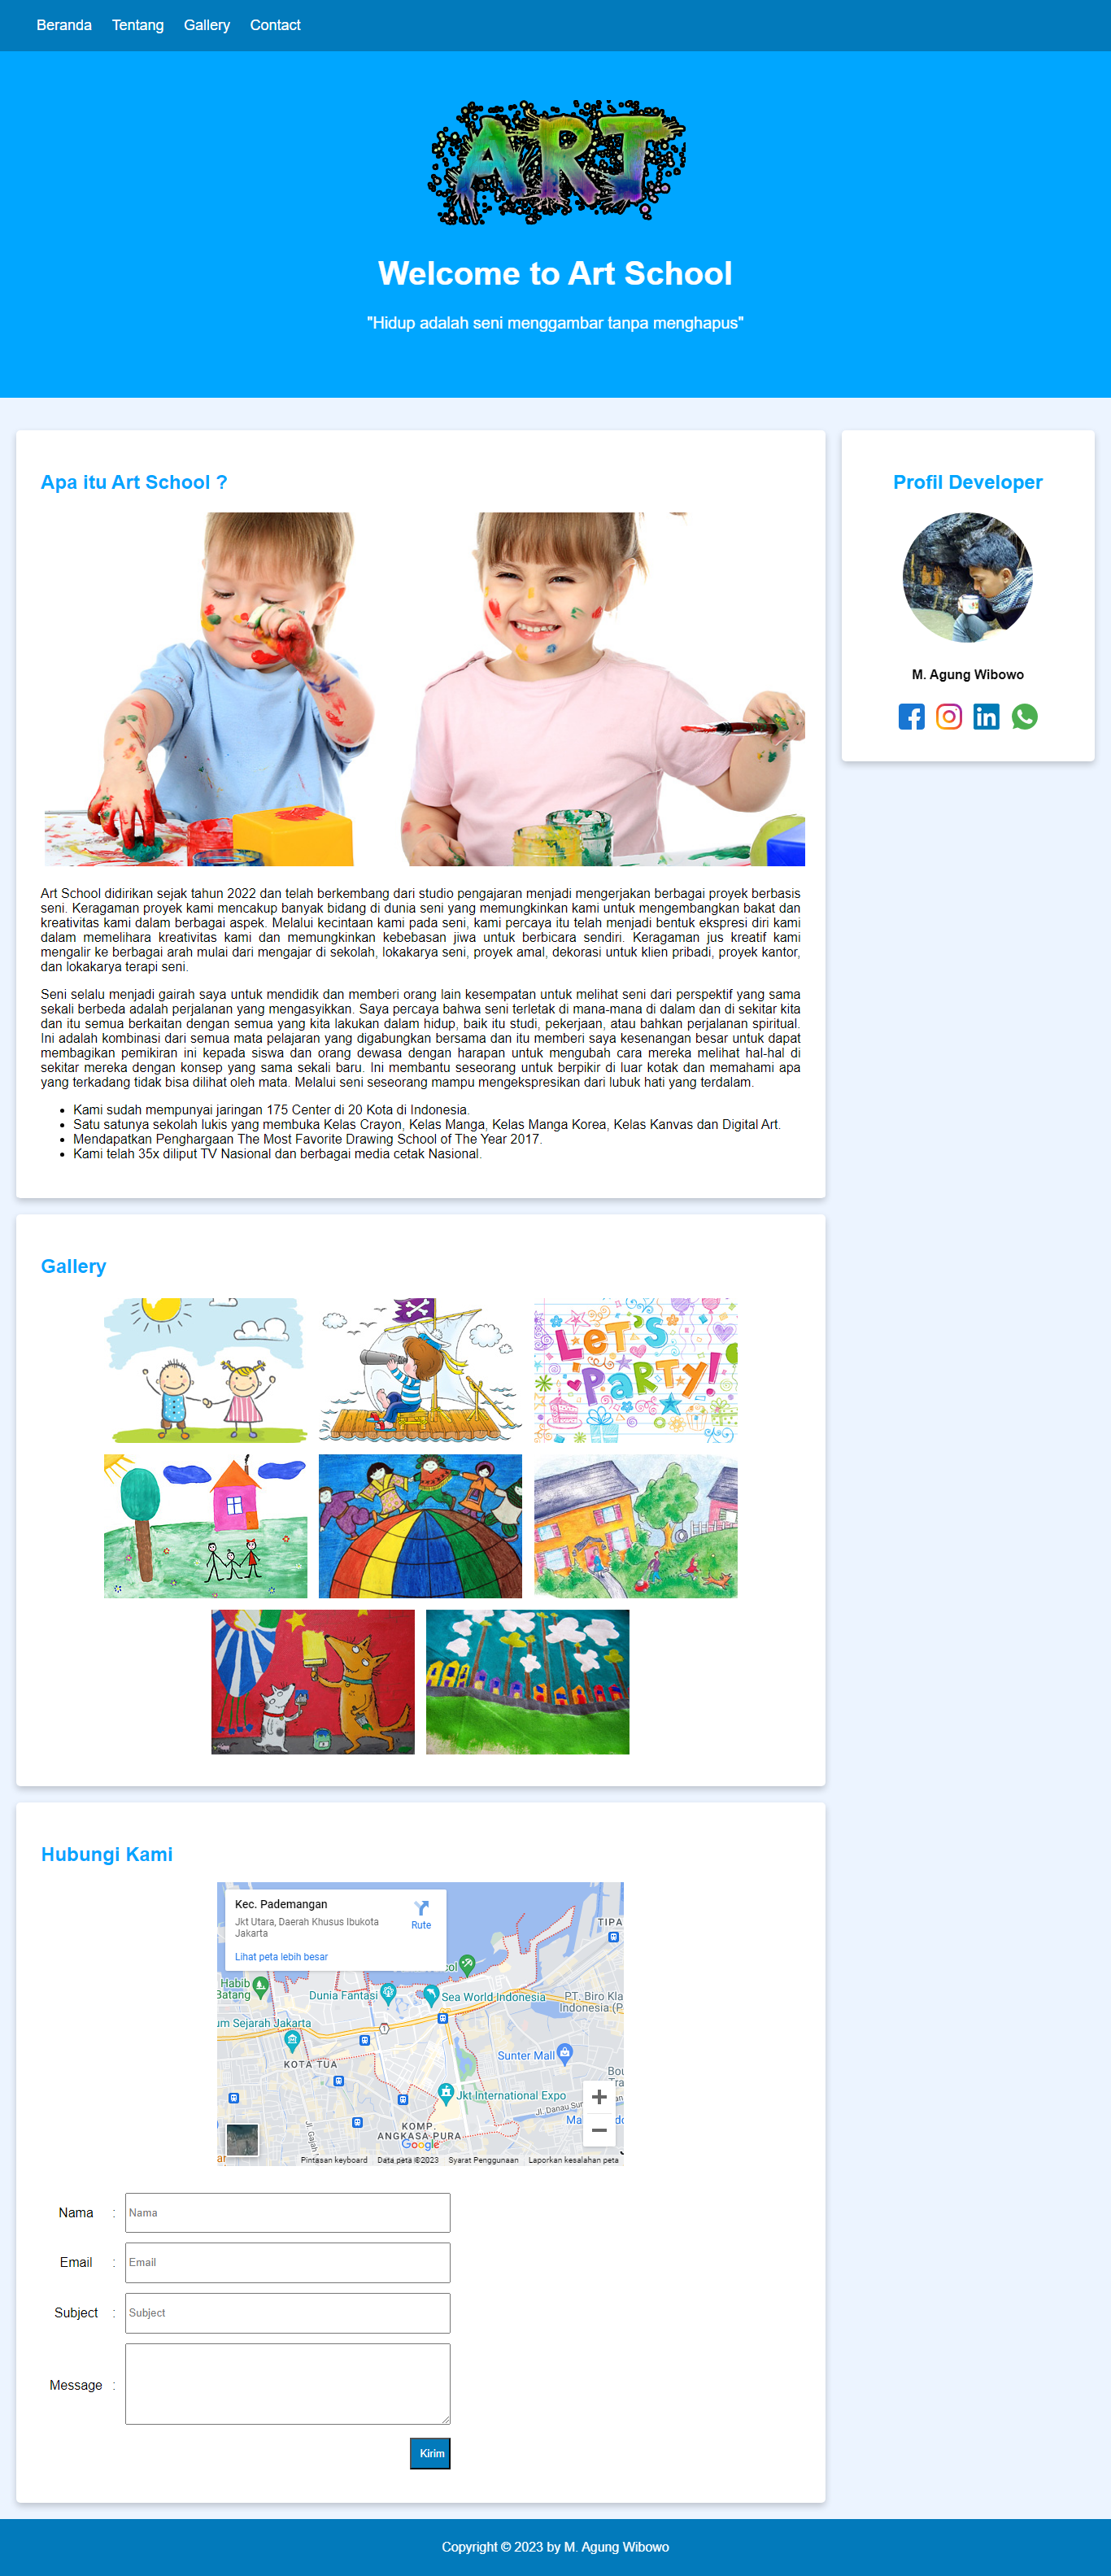 Beranda Tentang Gallery Contact
ART
Welcome to Art School
"Hidup adalah seni menggambar tanpa menghapus"
Apa itu Art School ?
Art School didirikan sejak tahun 2022 dan telah berkembang dari studio pengajaran menjadi mengerjakan berbagai proyek berbasis
seni. Keragaman proyek kami mencakup banyak bidang di dunia seni yang memungkinkan kami untuk mengembangkan bakat dan
kreativitas kami dalam berbagai aspek. Melalui kecintaan kami pada seni, kami percaya itu telah menjadi bentuk ekspresi diri kami
dalam memelihara kreativitas kami dan memungkinkan kebebasan jiwa untuk berbicara sendiri. Keragaman jus kreatif kami
mengalir ke berbagai arah mulai dari mengajar di sekolah, lokakarya seni, proyek amal, dekorasi untuk klien pribadi, proyek kantor,
dan lokakarya terapi seni.
Seni selalu menjadi gairah saya untuk mendidik dan memberi orang lain kesempatan untuk melihat seni dari perspektif yang sama
sekali berbeda adalah perjalanan yang mengasyikkan. Saya percaya bahwa seni terletak di mana-mana di dalam dan di sekitar kita
dan itu semua berkaitan dengan semua yang kita lakukan dalam hidup, baik itu studi, pekerjaan, atau bahkan perjalanan spiritual.
Ini adalah kombinasi dari semua mata pelajaran yang digabungkan bersama dan itu memberi saya kesenangan besar untuk dapat
membagikan pemikiran ini kepada siswa dan orang dewasa dengan harapan untuk mengubah cara mereka melihat hal-hal di
sekitar mereka dengan konsep yang sama sekali baru. Ini membantu seseorang untuk berpikir di luar kotak dan memahami apa
yang terkadang tidak bisa dilihat oleh mata. Melalui seni seseorang mampu mengekspresikan dari lubuk hati yang terdalam.
• Kami sudah mempunyai jaringan 175 Center di 20 Kota di Indonesia.
• Satu satunya sekolah lukis yang membuka Kelas Crayon, Kelas Manga, Kelas Manga Korea, Kelas Kanvas dan Digital Art.
• Mendapatkan Penghargaan The Most Favorite Drawing School of The Year 2017.
• Kami telah 35x diliput TV Nasional dan berbagai media cetak Nasional.
Profil Developer
M. Agung Wibowo
Gallery
LET'S
PARTY!
Hubungi Kami
Kec. Pademangan
Jkt Utara, Daerah Khusus Ibukota
Jakarta
Rute
Lihat peta lebih besar
TIPA
col
Habib
Batang
Dunia Fantasi
Sea World Indonesia
PT. Biro Kla
Indonesia (P
um Sejarah Jakarta
1
KOTA TUA
Sunter Mall
Bou
Tra
Jkt International Expo
Jl. Danau Sun
Ma
do
KOMP.
ANGKASA PURA
Jl. Gajah
Google
Pintasan keyboard Data peta ©2023 Syarat Penggunaan Laporkan kesalahan peta
Nama : Nama
Email : Email
Subject : Subject
Message :
Kirim
Copyright © 2023 by M. Agung Wibowo